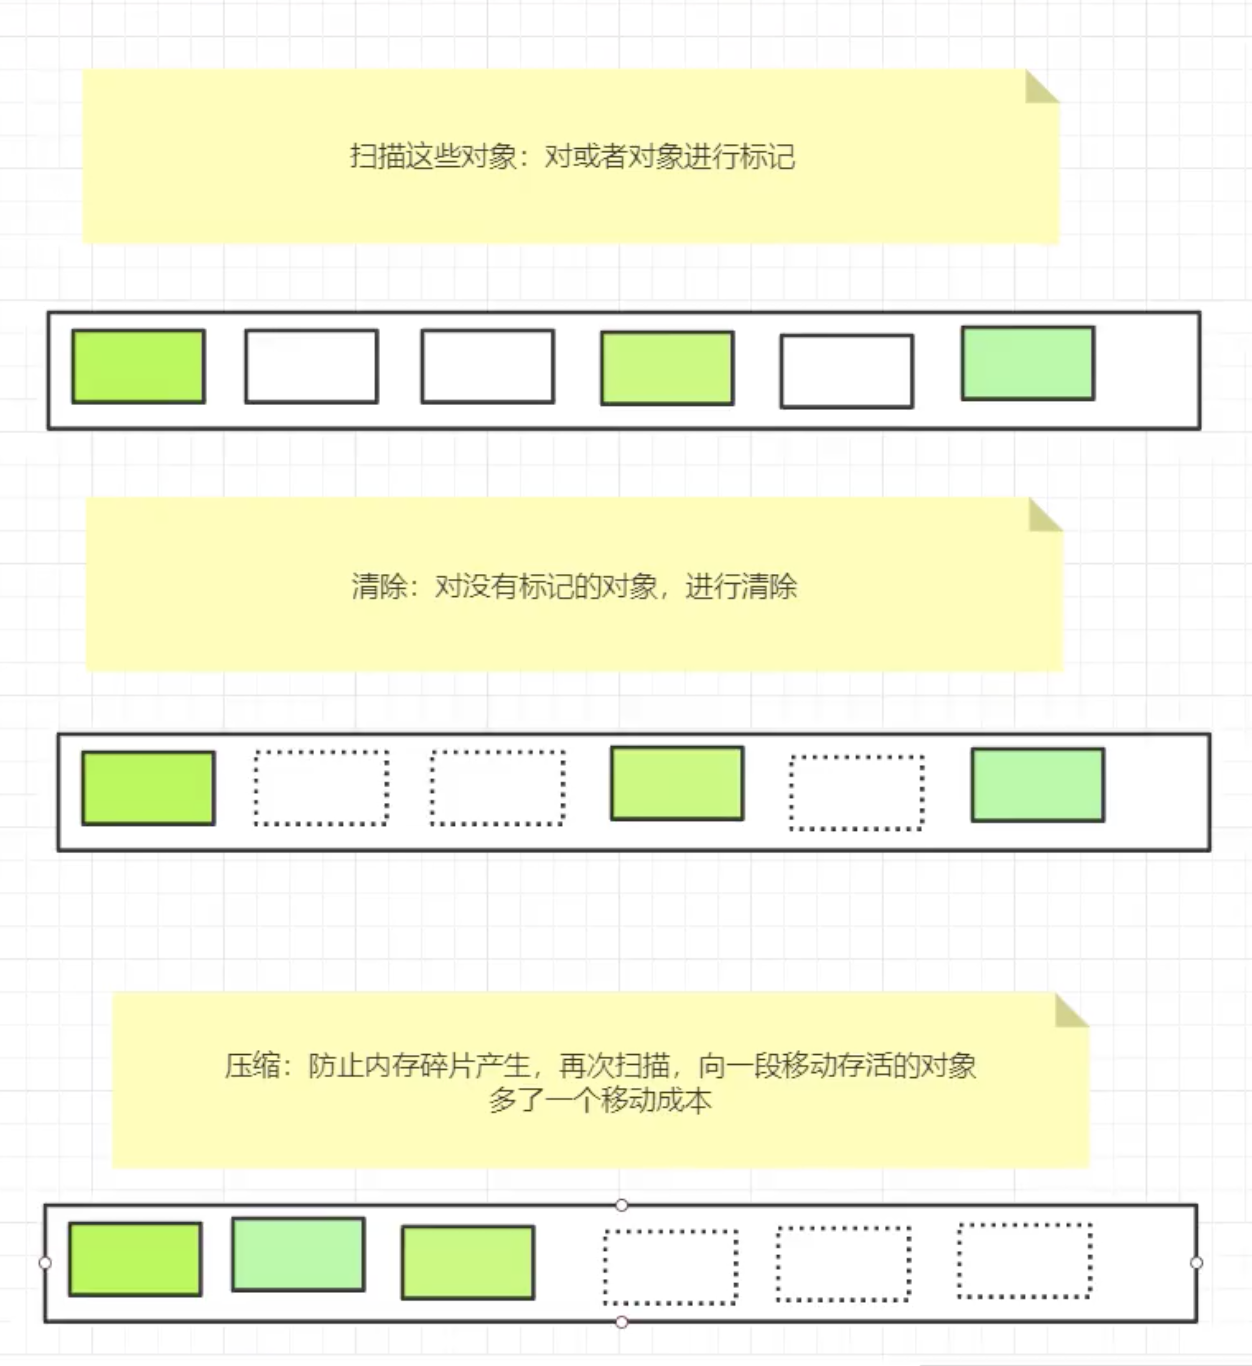 扫描这些对象：对或者对象进行标记
清除：对没有标记的对象，进行清除
压缩：防止内存碎片产生，再次扫描，向一段移动存活的对象
多了一个移动成本